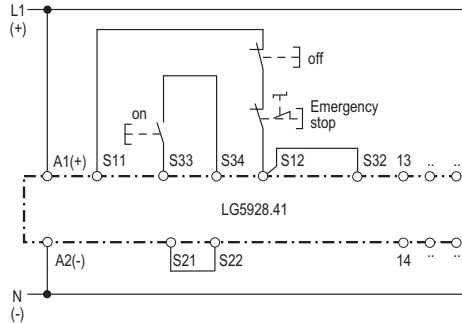 L1
(+)
off
on
Emergency
stop
A1(+) S11 S33 S34 S12 S32 13 .. ..
LG5928.41
A2(-) S21 S22 14 .. ..
N
(-)